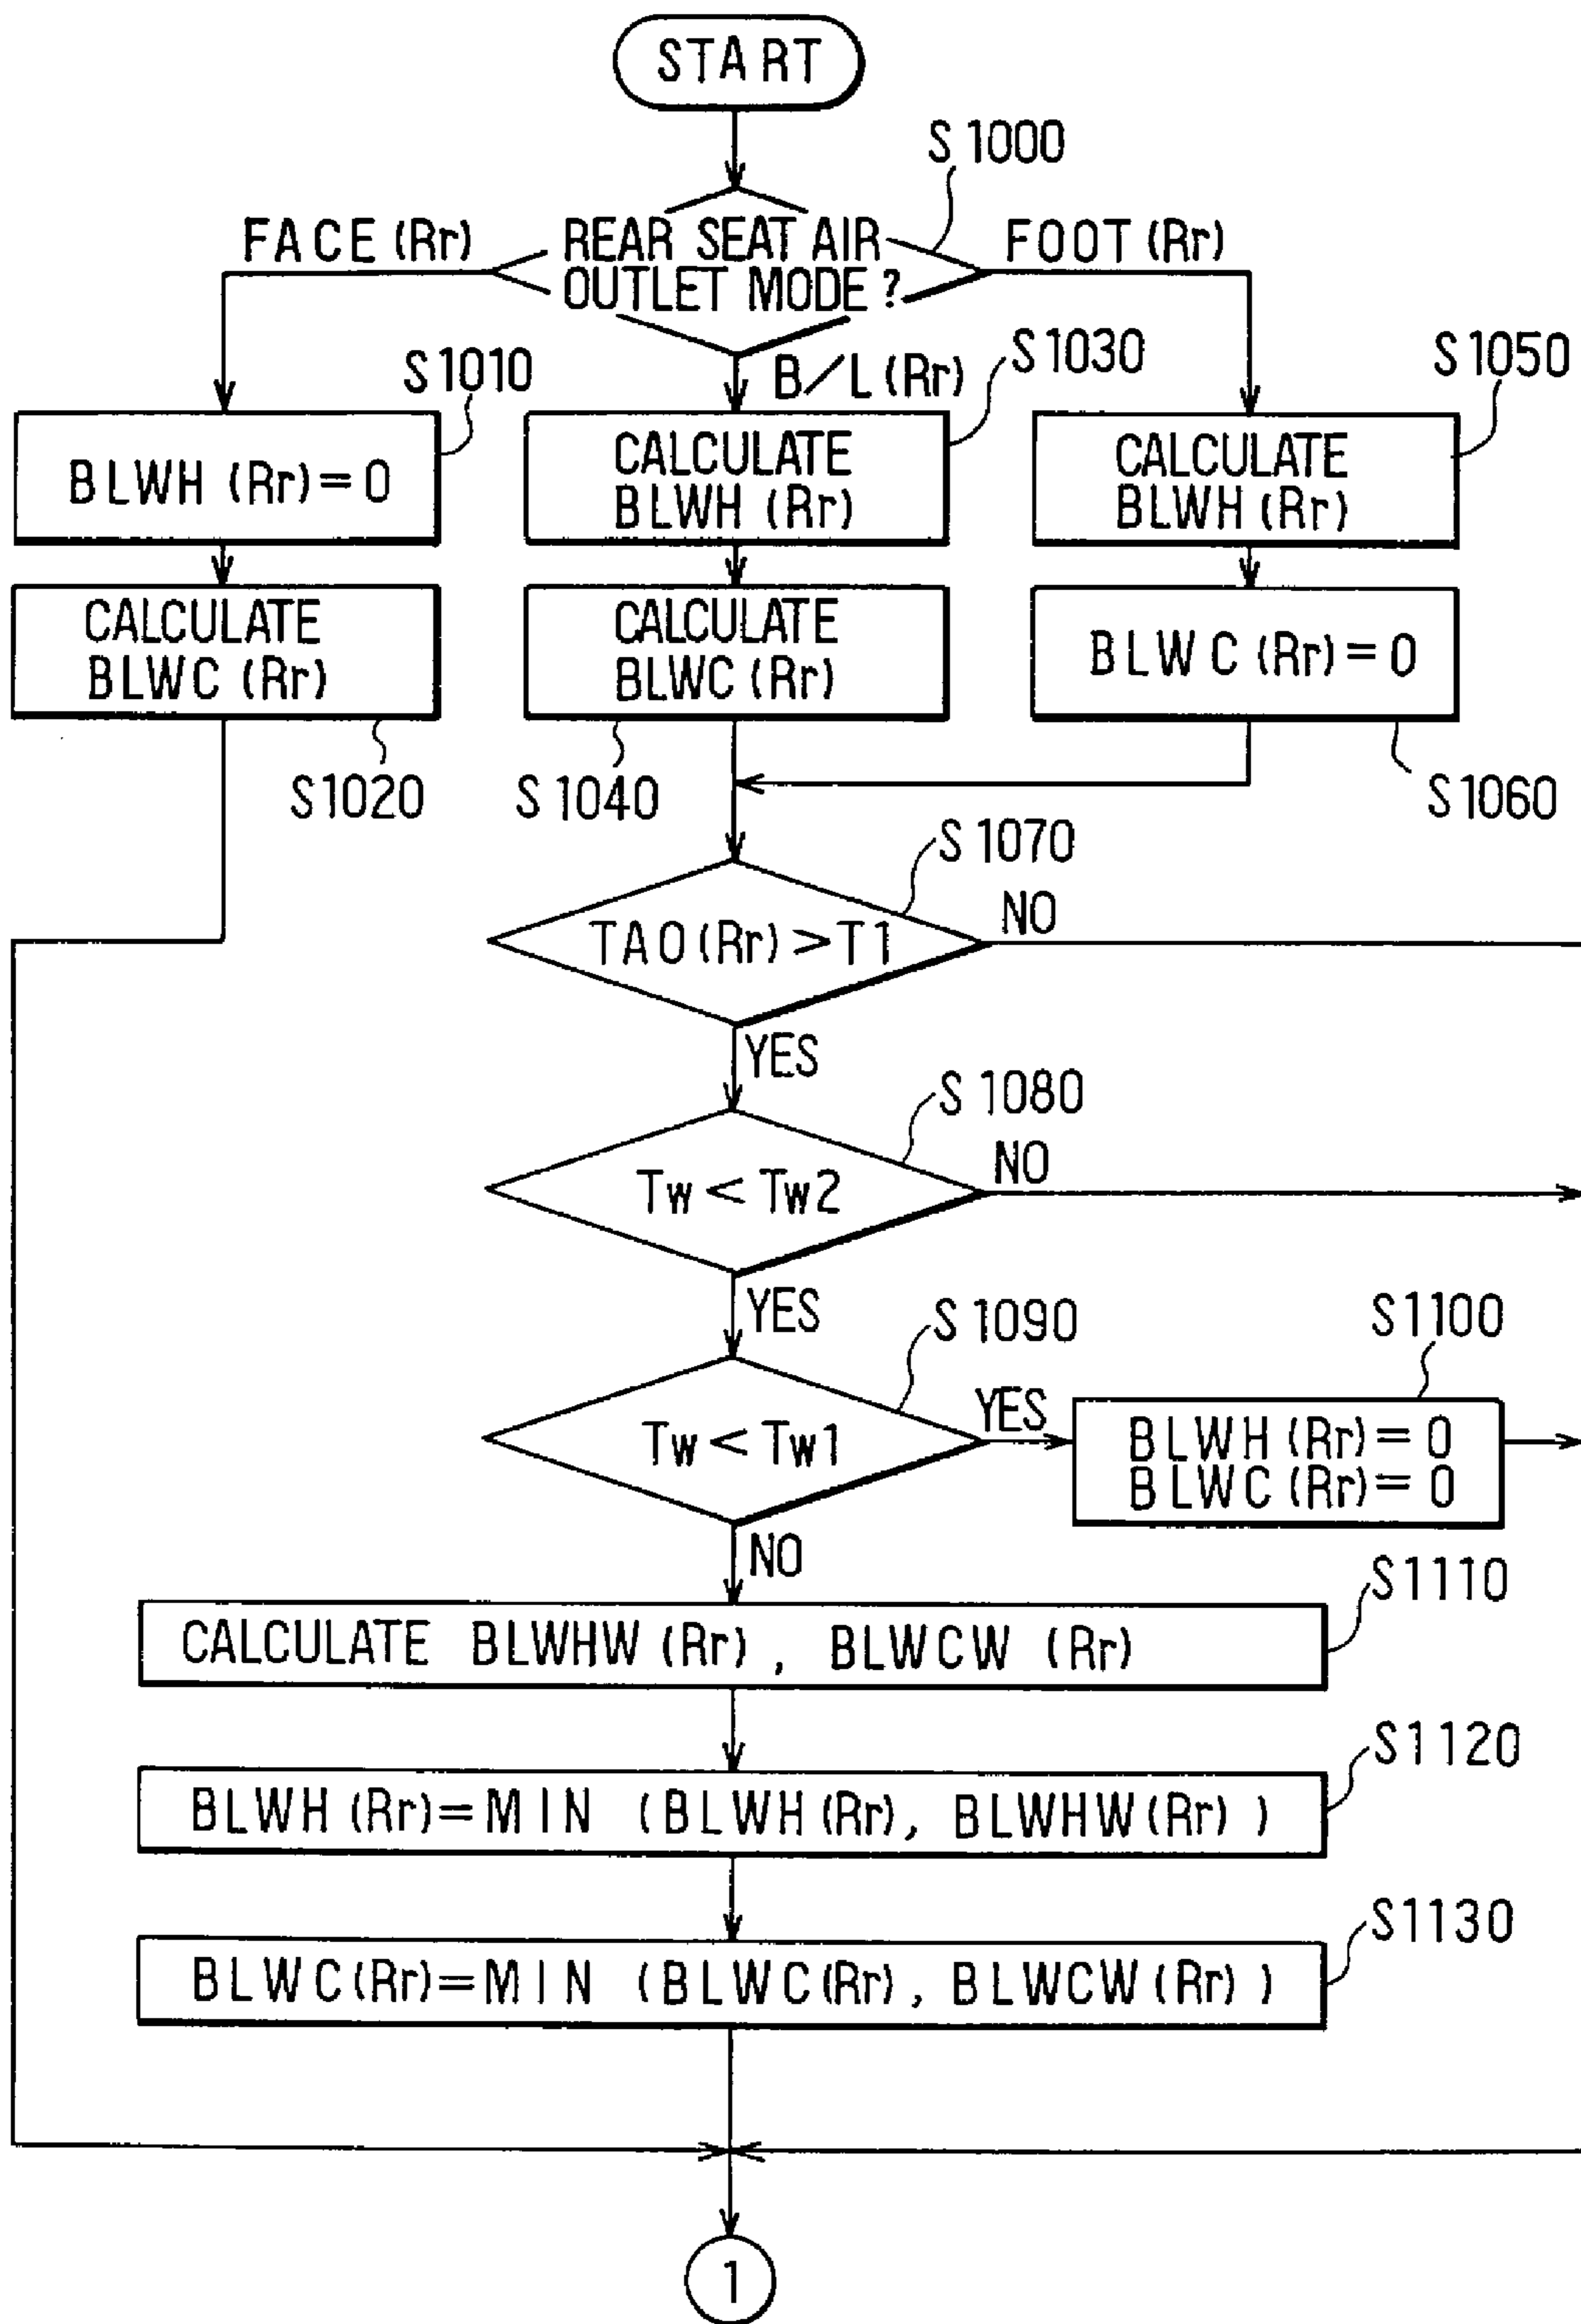 START
S1000
FACE (Rr)
REAR SEAT AIR
OUTLET MODE ?
FOOT (Rr)
S1010
B/L (Rr)
S1030
S1050
BLWH (Rr) = 0
CALCULATE
BLWH (Rr)
CALCULATE
BLWH (Rr)
CALCULATE
BLWC (Rr)
CALCULATE
BLWC (Rr)
BLWC (Rr) = 0
S1020
S1040
S1060
S1070
TAO (Rr) > T1
NO
YES
S1080
Tw < Tw2
NO
YES
S1090
S1100
Tw < Tw1
YES
BLWH (Rr) = 0
BLWC (Rr) = 0
NO
S1110
CALCULATE BLWHW (Rr), BLWCW (Rr)
S1120
BLWH (Rr) = MIN (BLWH (Rr), BLWHW (Rr) )
S1130
BLWC (Rr) = MIN (BLWC (Rr), BLWCW (Rr) )
1